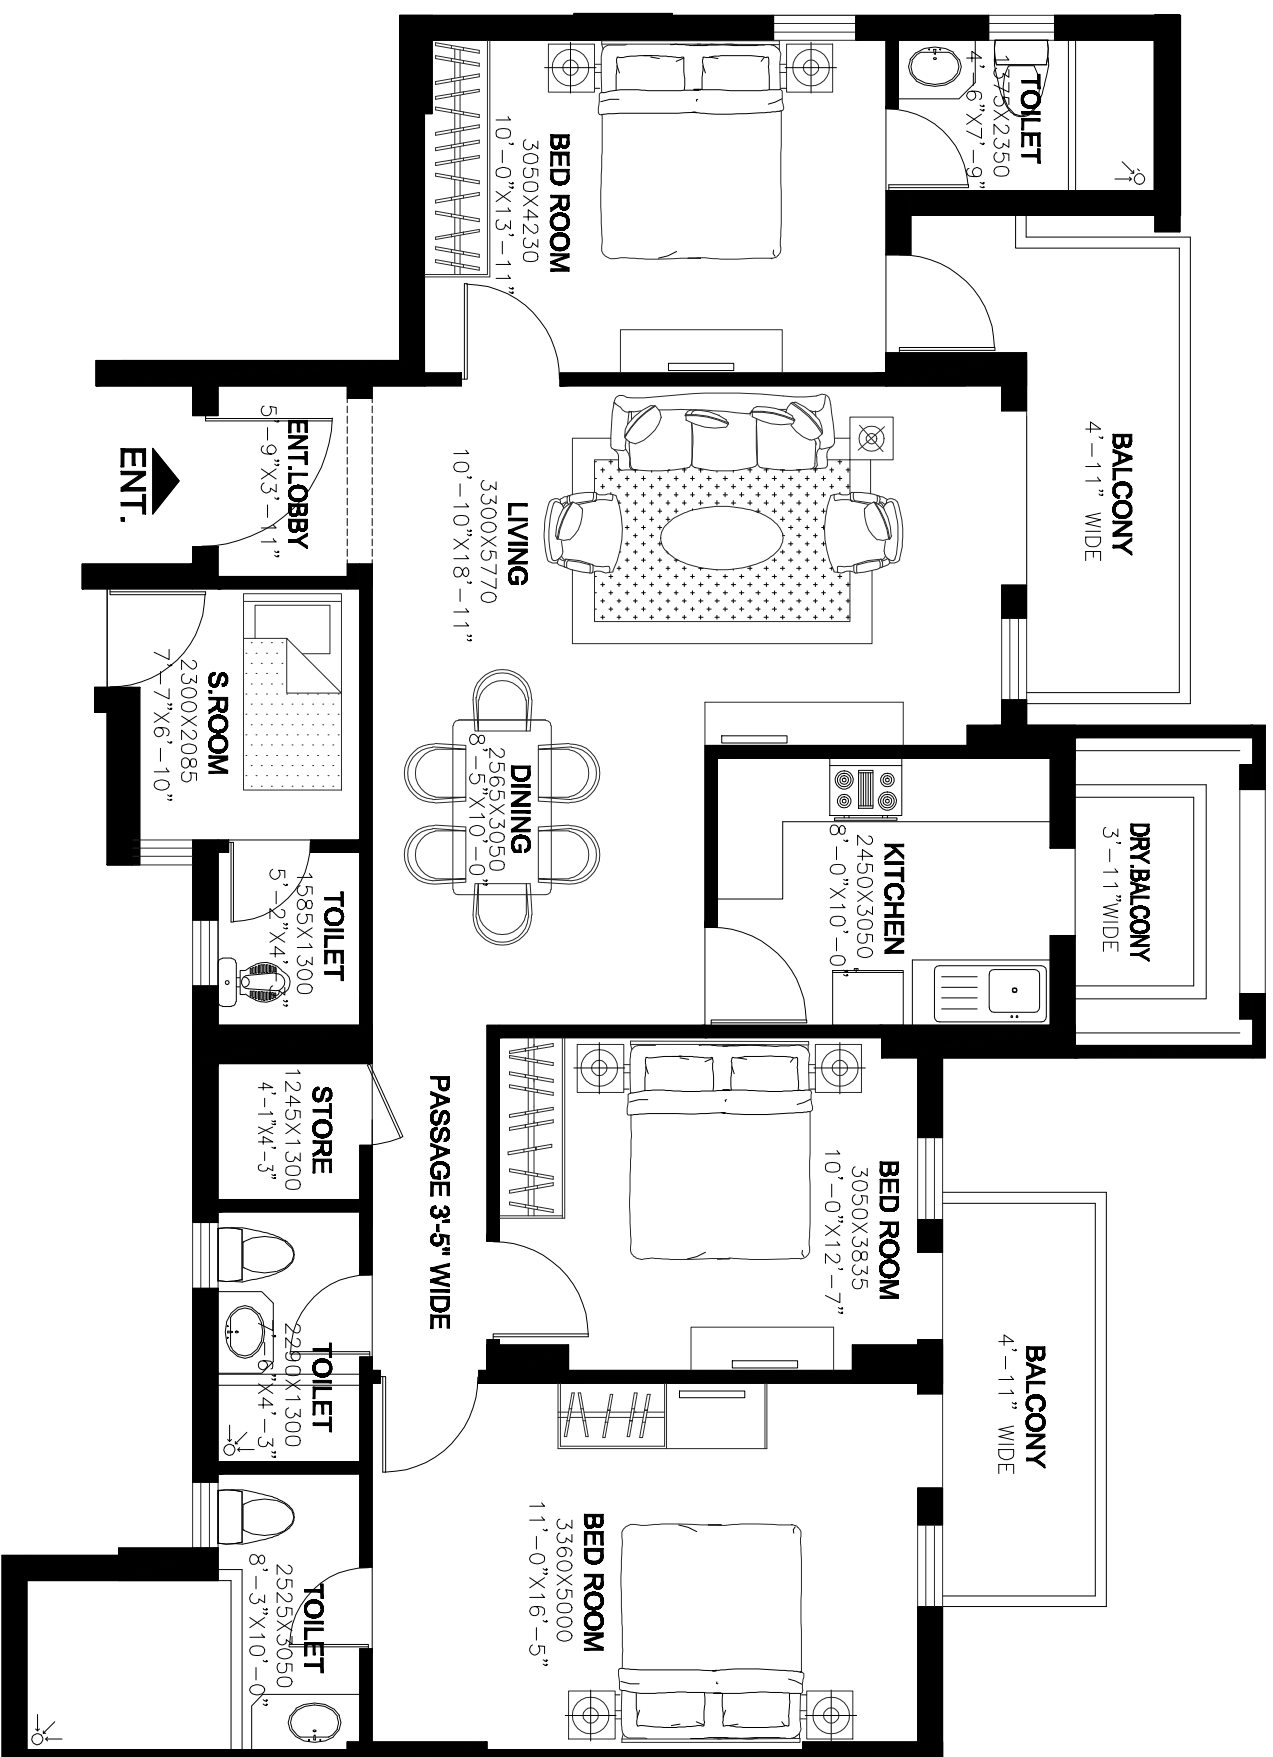 TOILET
1375X2350
4'-6"X7'-9"
BED ROOM
3050X4230
10'-0"X13'-11"
BALCONY
4'-11" WIDE
ENT.LOBBY
5'-9"X3'-11"
ENT.
LIVING
3300X5770
10'-10"X18'-11"
S.ROOM
2300X2085
7'-7"X6'-10"
DINING
2565X3050
8'-5"X10'-0"
KITCHEN
2450X3050
8'-0"X10'-0"
DRY.BALCONY
3'-11"WIDE
TOILET
1585X1300
5'-2"X4'-3"
STORE
1245X1300
4'-1"X4'-3"
PASSAGE 3'-5" WIDE
BED ROOM
3050X3835
10'-0"X12'-7"
BALCONY
4'-11" WIDE
TOILET
2290X1300
7'-6"X4'-3"
BED ROOM
3360X5000
11'-0"X16'-5"
TOILET
2525X3050
8'-3"X10'-0"